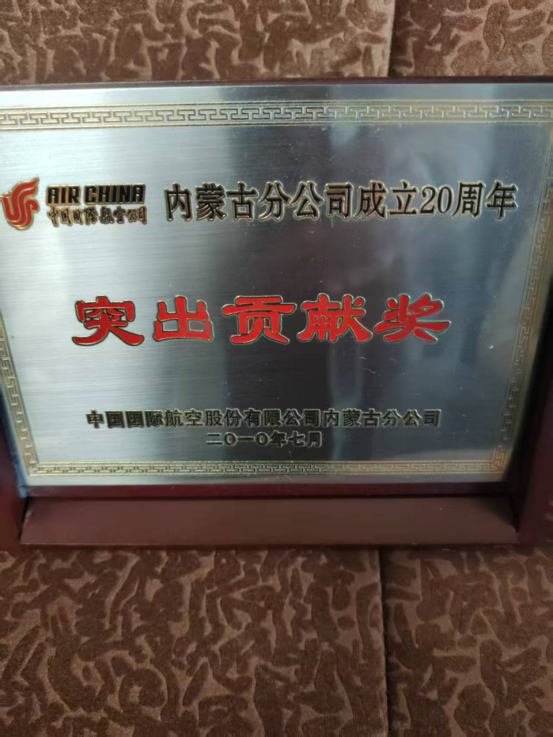 AIR CHINA
中国国际航空公司
内蒙古分公司成立20周年
突出贡献奖
中国国际航空股份有限公司内蒙古分公司
二〇一〇年七月